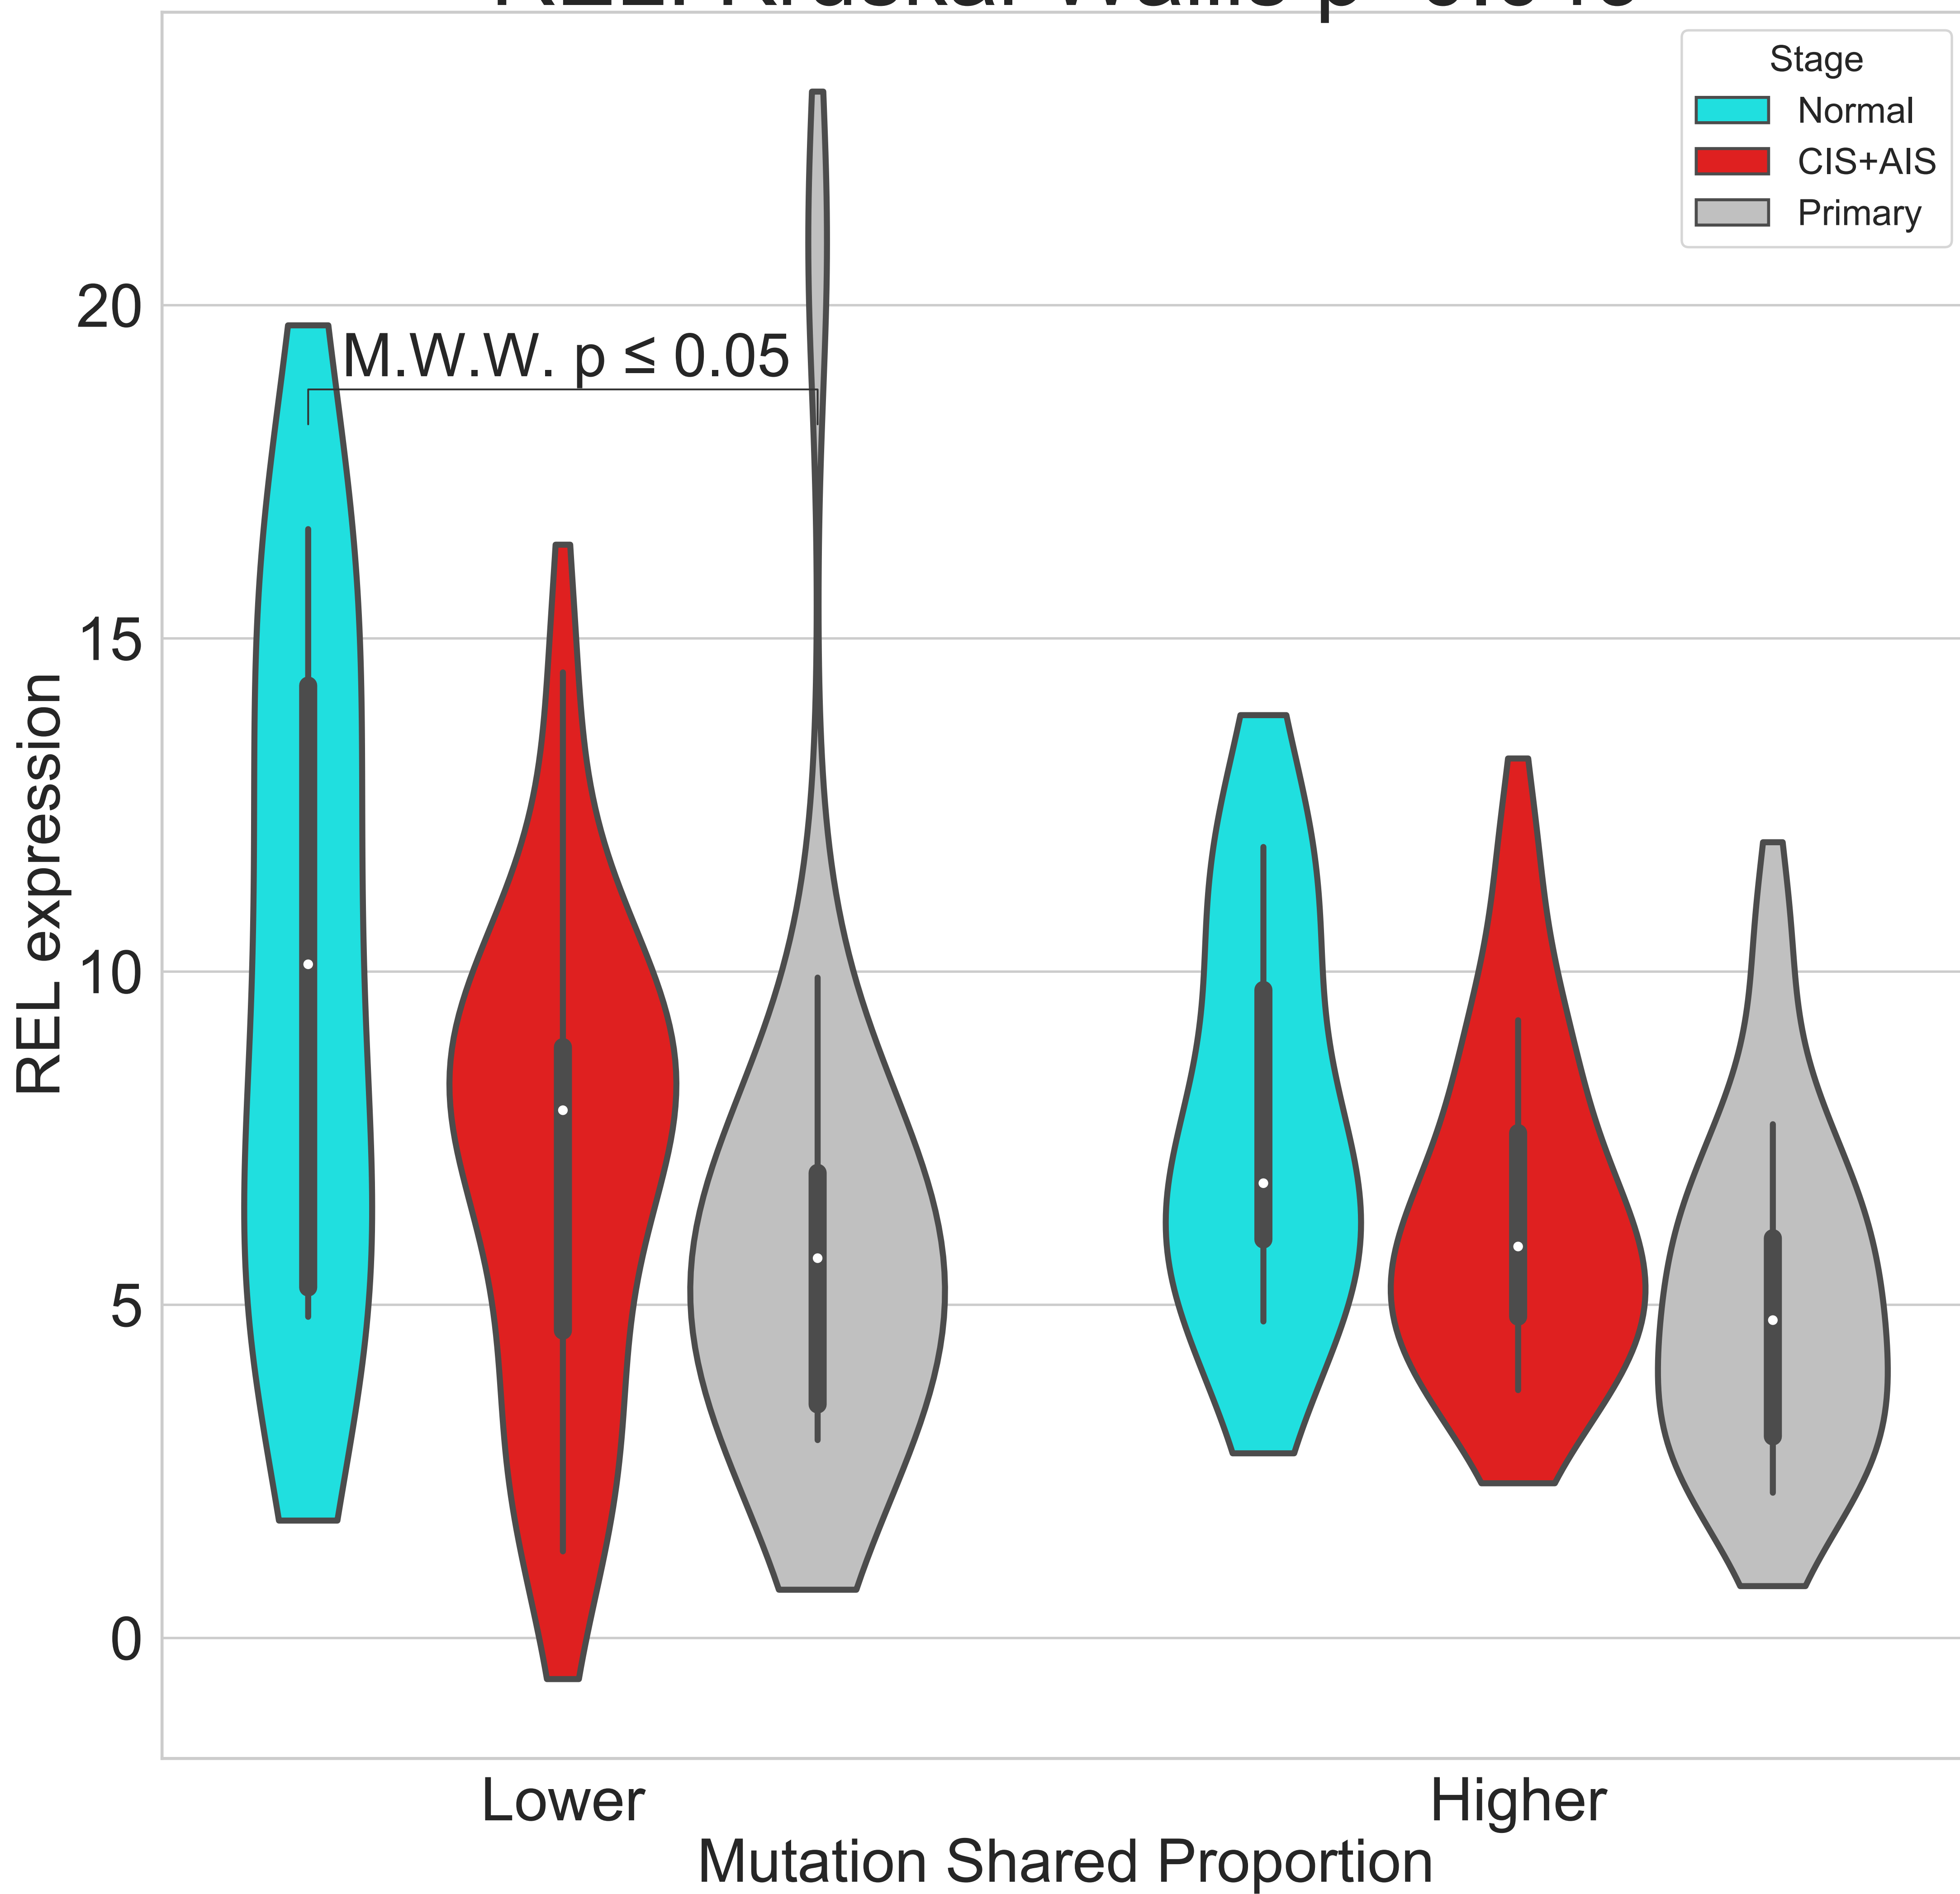 Stage
Normal
CIS+AIS
Primary
M.W.W. p ≤ 0.05
20
15
10
5
0
REL expression
Lower
Higher
Mutation Shared Proportion